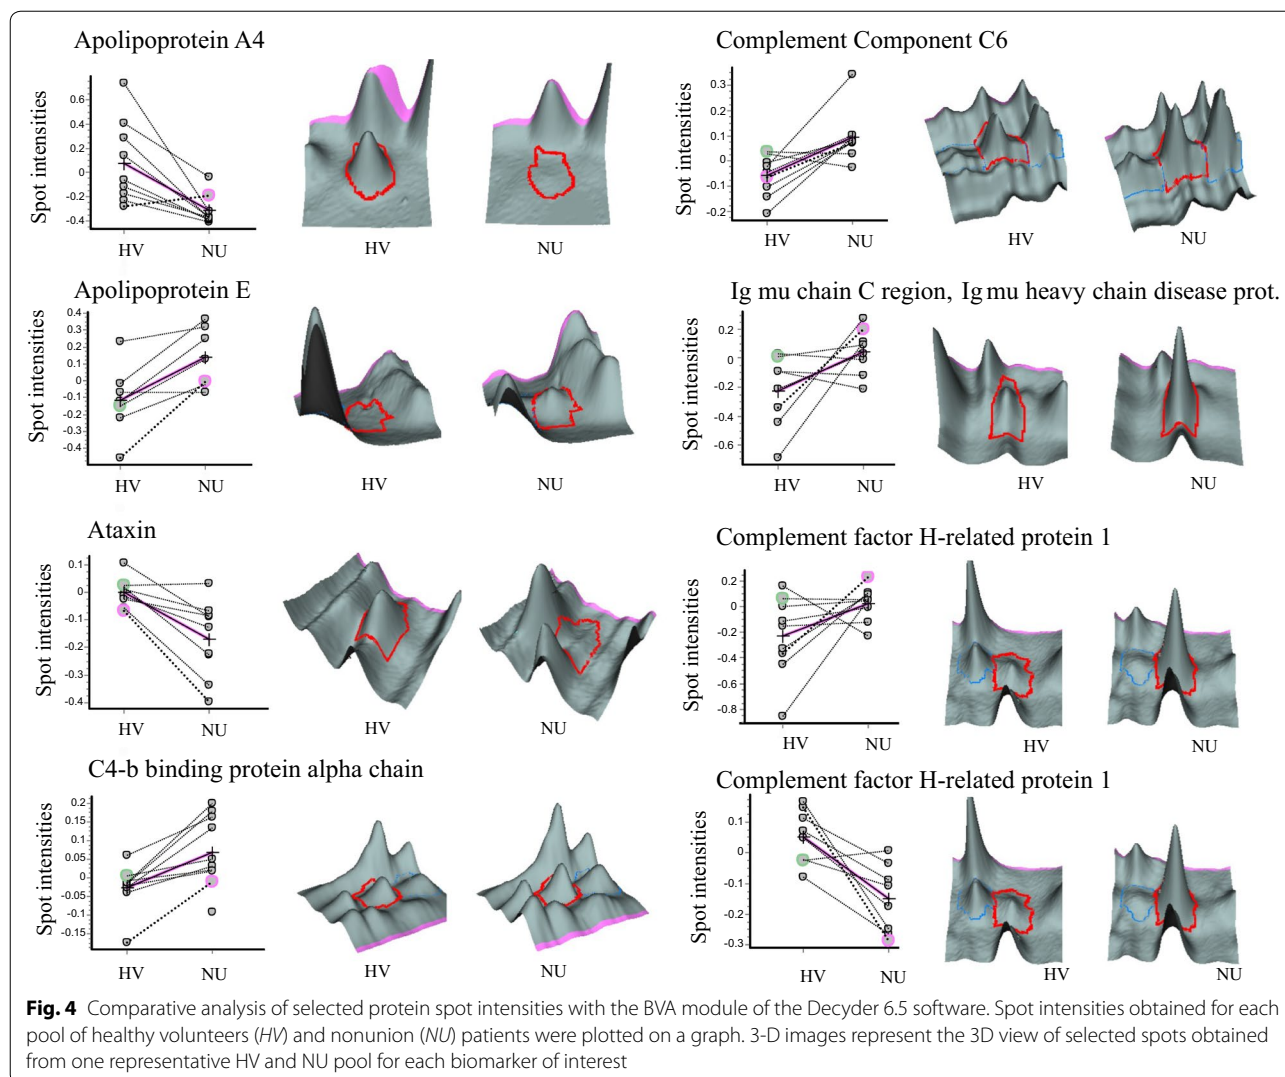 Apolipoprotein A4
Spot intensities
0.6
0.4
0.2
0
-0.2
-0.4
HV
NU
HV
NU
Complement Component C6
Spot intensities
0.3
0.2
0.1
0
-0.1
-0.2
HV
NU
HV
NU
Apolipoprotein E
Spot intensities
0.4
0.3
0.2
0.1
0
-0.1
-0.2
-0.3
-0.4
HV
NU
HV
NU
Ig mu chain C region, Ig mu heavy chain disease prot.
Spot intensities
0.2
0
-0.2
-0.4
-0.6
HV
NU
HV
NU
Ataxin
Spot intensities
0.1
0
-0.1
-0.2
-0.3
-0.4
HV
NU
HV
NU
Complement factor H-related protein 1
Spot intensities
0.2
0
-0.2
-0.4
-0.6
-0.8
HV
NU
HV
NU
C4-b binding protein alpha chain
Spot intensities
0.2
0.15
0.1
0.05
0
-0.05
-0.1
-0.15
HV
NU
HV
NU
Complement factor H-related protein 1
Spot intensities
0.1
0
-0.1
-0.2
-0.3
HV
NU
HV
NU
Fig. 4 Comparative analysis of selected protein spot intensities with the BVA module of the Decyder 6.5 software. Spot intensities obtained for each
pool of healthy volunteers (HV) and nonunion (NU) patients were plotted on a graph. 3-D images represent the 3D view of selected spots obtained
from one representative HV and NU pool for each biomarker of interest